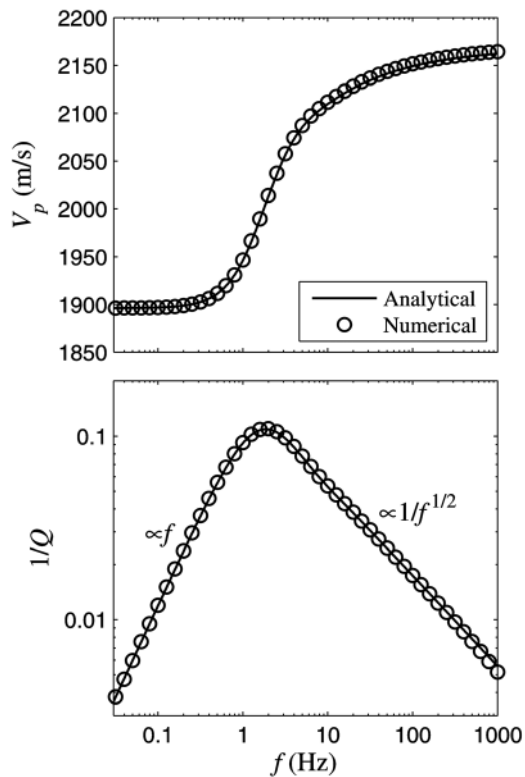 2200
2150
2100
2050
2000
1950
1900
1850
V_p (m/s)
Analytical
Numerical
0.1
0.01
1/Q
∝f
∝1/f^{1/2}
0.1
1
10
100
1000
f (Hz)